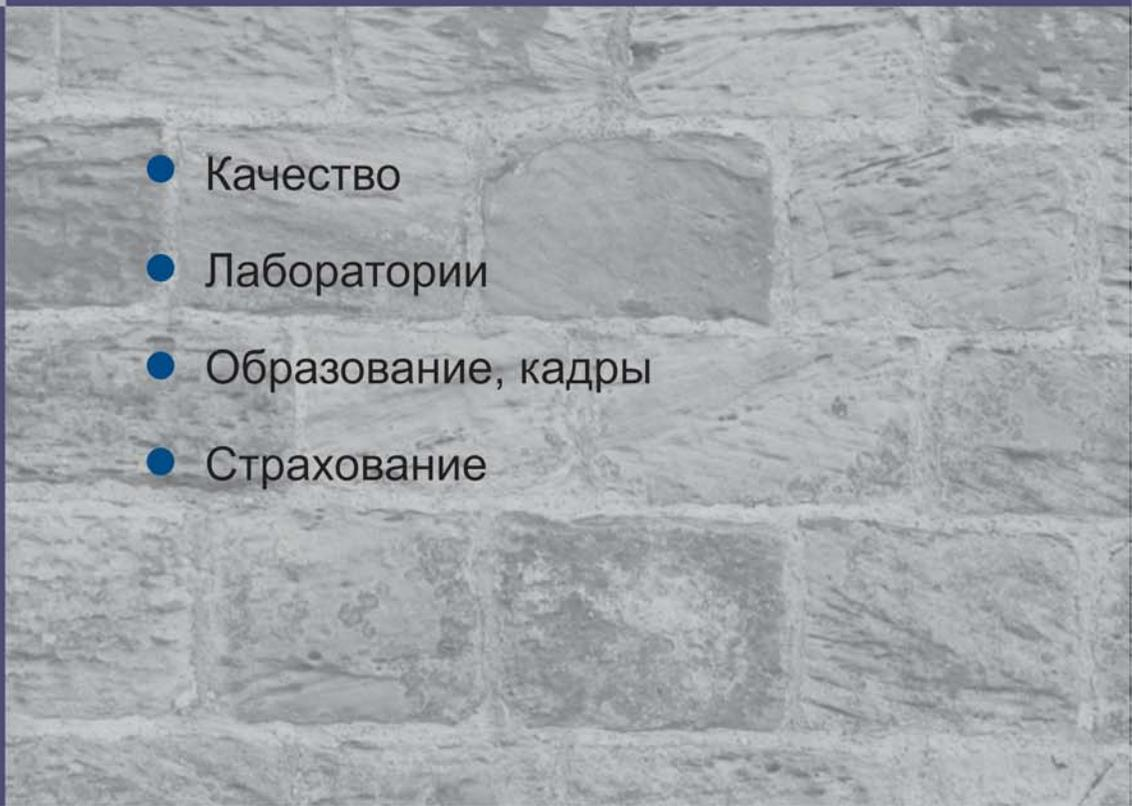 Качество
Лаборатории
Образование, кадры
Страхование